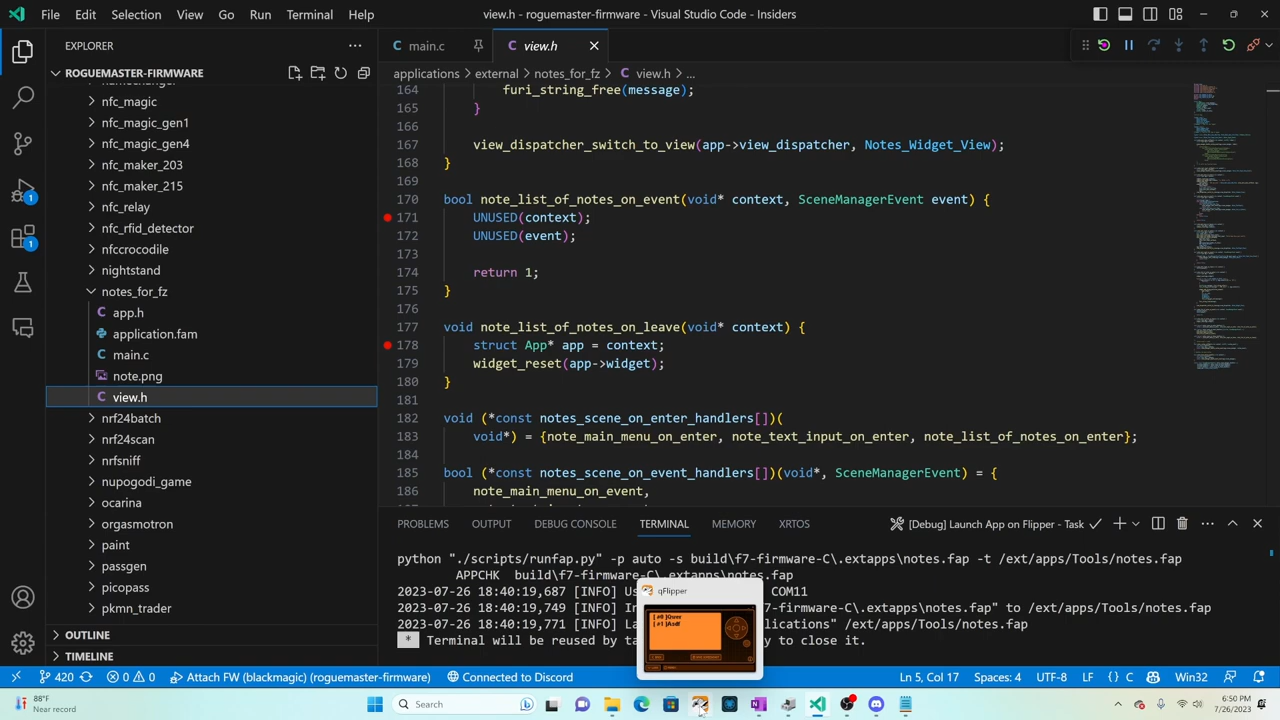 File Edit Selection View Go Run Terminal Help
view.h - roguemaster-firmware - Visual Studio Code - Insiders
EXPLORER
ROGUEMASTER-FIRMWARE
nfc_magic
nfc_magic_gen1
nfc_magic_gen4
nfc_maker_203
nfc_maker_215
nfc_relay
nfc_rfid_detector
nfccrocodile
nightstand
notes_for_fz
app.h
application.fam
main.c
note.png
view.h
nrf24batch
nrf24scan
nrfsniff
nupogodi_game
ocarina
orgasmotron
paint
passgen
picopass
pkmn_trader
OUTLINE
TIMELINE
main.c
view.h
applications > external > notes_for_fz > C view.h > ...
164 furi_string_free(message);
165 }
166
167 switch_to_view(app->view_dispatcher, Notes_Widget_View);
168 }
169
170 bool note_list_of_notes_on_event(void* context, SceneManagerEvent event) {
171 UNUSED(context);
172 UNUSED(event);
173
174 return 1;
175 }
176
177 void of_notes_on_leee(void* context) {
178 app = context;
179 widget_reset(app->widget);
180 }
181
182 void (*const notes_scene_on_enter_handlers[])(
183 void*) = {note_main_menu_on_enter, note_text_input_on_enter, note_list_of_notes_on_enter};
184
185 bool (*const notes_scene_on_event_handlers[])(void*, SceneManagerEvent) = {
186 note_main_menu_on_event,
PROBLEMS OUTPUT DEBUG CONSOLE TERMINAL MEMORY XRTOS
[Debug] Launch App on Flipper - Task
python "./scripts/runfap.py" -p auto -s build\f7-firmware-C\.extapps\notes.fap -t /ext/apps/Tools/notes.fap
APPCHK build\f7-firmware-C\.extapps\notes.fap
2023-07-26 18:40:19,687 [INFO] COM11
2023-07-26 18:40:19,749 [INFO] notes.fap" to /ext/apps/Tools/notes.fap
2023-07-26 18:40:19,771 [INFO] "Applications" /ext/apps/Tools/notes.fap
* Terminal will be reused by to close it.
qFlipper
420 1 Attach FW (blackmagic) (roguemaster-firmware) Connected to Discord
Ln 5, Col 17 Spaces: 4 UTF-8 LF {} C Win32
88°F
Near record
Search
6:50 PM
7/26/2023